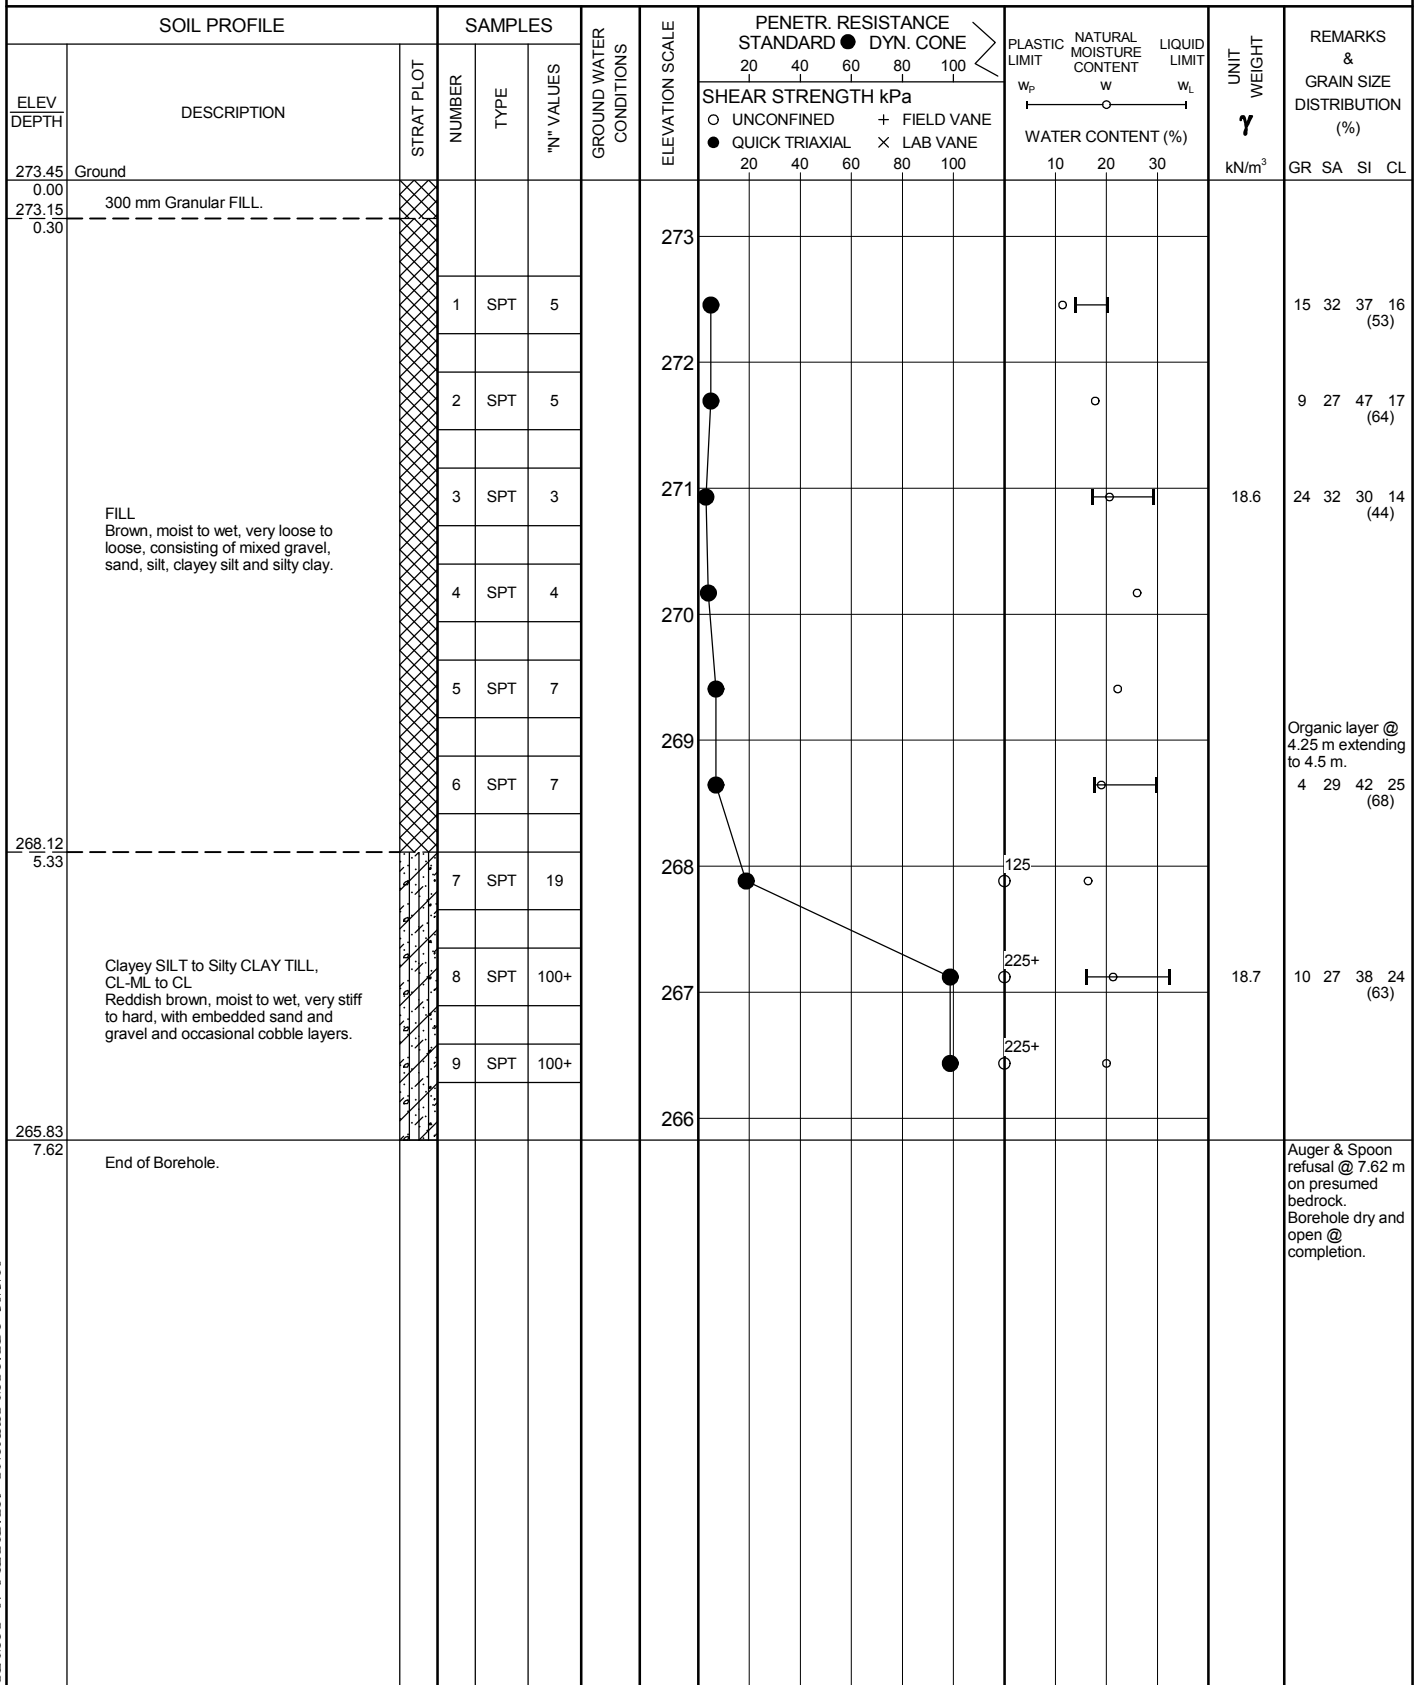 SOIL PROFILE
SAMPLES
GROUND WATER
CONDITIONS
ELEVATION SCALE
PENETR. RESISTANCE
STANDARD ● DYN. CONE
20 40 60 80 100
SHEAR STRENGTH kPa
○ UNCONFINED + FIELD VANE
● QUICK TRIAXIAL × LAB VANE
20 40 60 80 100
PLASTIC
LIMIT
NATURAL
MOISTURE
CONTENT
LIQUID
LIMIT
WP W WL
WATER CONTENT (%)
10 20 30
UNIT
WEIGHT
γ
kN/m³
REMARKS
&
GRAIN SIZE
DISTRIBUTION
(%)
GR SA SI CL
ELEV
DEPTH
DESCRIPTION
STRAT PLOT
NUMBER
TYPE
"N" VALUES
273.45 Ground
0.00
273.15
0.30
300 mm Granular FILL.
273
1 SPT 5
15 32 37 16
(53)
272
2 SPT 5
9 27 47 17
(64)
271
3 SPT 3
18.6
24 32 30 14
(44)
FILL
Brown, moist to wet, very loose to
loose, consisting of mixed gravel,
sand, silt, clayey silt and silty clay.
4 SPT 4
270
5 SPT 7
269
Organic layer @
4.25 m extending
to 4.5 m.
6 SPT 7
4 29 42 25
(68)
268.12
5.33
268
7 SPT 19
125
Clayey SILT to Silty CLAY TILL,
CL-ML to CL
Reddish brown, moist to wet, very stiff
to hard, with embedded sand and
gravel and occasional cobble layers.
8 SPT 100+
225+
18.7
10 27 38 24
(63)
267
9 SPT 100+
225+
266
265.83
7.62
End of Borehole.
Auger & Spoon
refusal @ 7.62 m
on presumed
bedrock.
Borehole dry and
open @
completion.